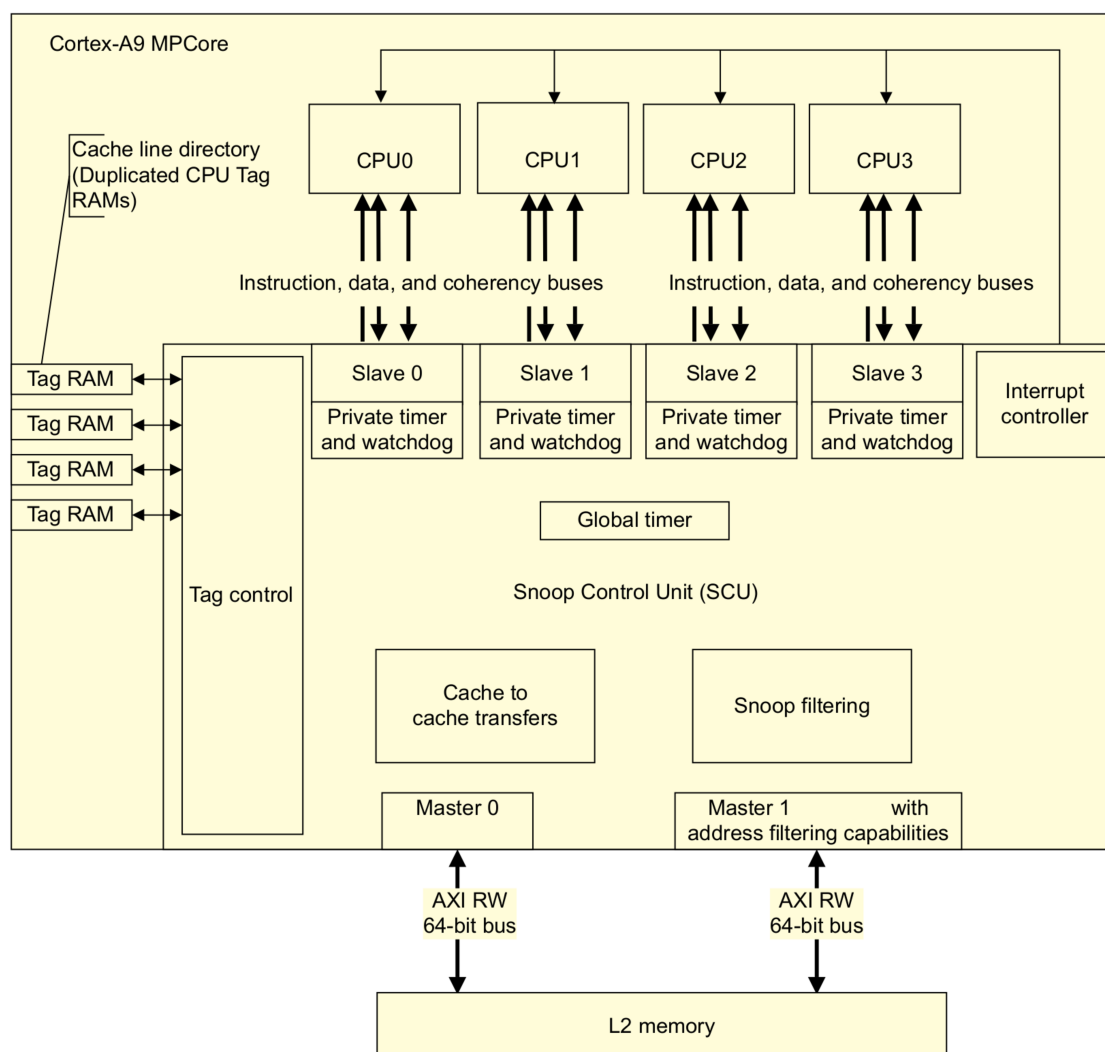 Cortex-A9 MPCore
Cache line directory
(Duplicated CPU Tag
RAMs)
CPU0
CPU1
CPU2
CPU3
Instruction, data, and coherency buses
Instruction, data, and coherency buses
Tag RAM
Tag RAM
Tag RAM
Tag RAM
Tag control
Slave 0
Private timer
and watchdog
Slave 1
Private timer
and watchdog
Slave 2
Private timer
and watchdog
Slave 3
Private timer
and watchdog
Interrupt
controller
Global timer
Snoop Control Unit (SCU)
Cache to
cache transfers
Snoop filtering
Master 0
Master 1 with
address filtering capabilities
AXI RW
64-bit bus
AXI RW
64-bit bus
L2 memory